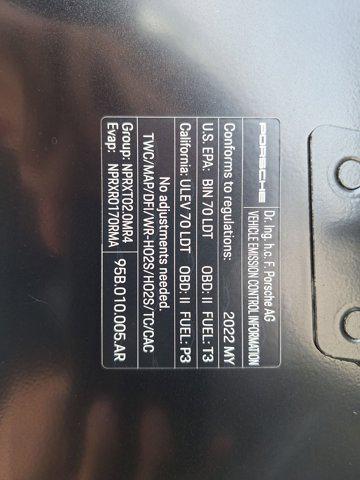 PORSCHE
Dr. Ing. h.c. F. Porsche AG
VEHICLE EMISSION CONTROL INFORMATION
Conforms to regulations: 2022 MY
U.S. EPA: BIN 70 LDT OBD: II FUEL: T3
California: ULEV 70 LDT OBD: II FUEL: P3
No adjustments needed.
TWC/MAP/DFI/WR-HO2S/HO2S/TC/CAC
Group: NPRXT02.0MR4
Evap: NPRXR0170RMA
95B.010.005.AR